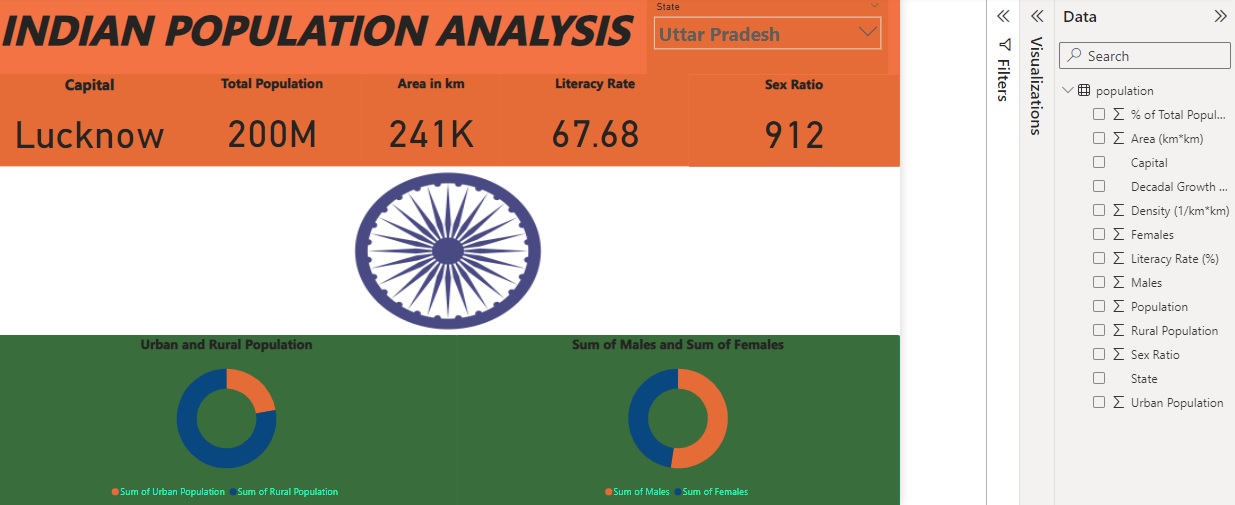 INDIAN POPULATION ANALYSIS
State
Uttar Pradesh
Capital
Lucknow
Total Population
200M
Area in km
241K
Literacy Rate
67.68
Sex Ratio
912
Urban and Rural Population
Sum of Urban Population Sum of Rural Population
Sum of Males and Sum of Females
Sum of Males Sum of Females
Filters
Visualizations
Data
Search
population
% of Total Popul...
Area (km*km)
Capital
Decadal Growth ...
Density (1/km*km)
Females
Literacy Rate (%)
Males
Population
Rural Population
Sex Ratio
State
Urban Population